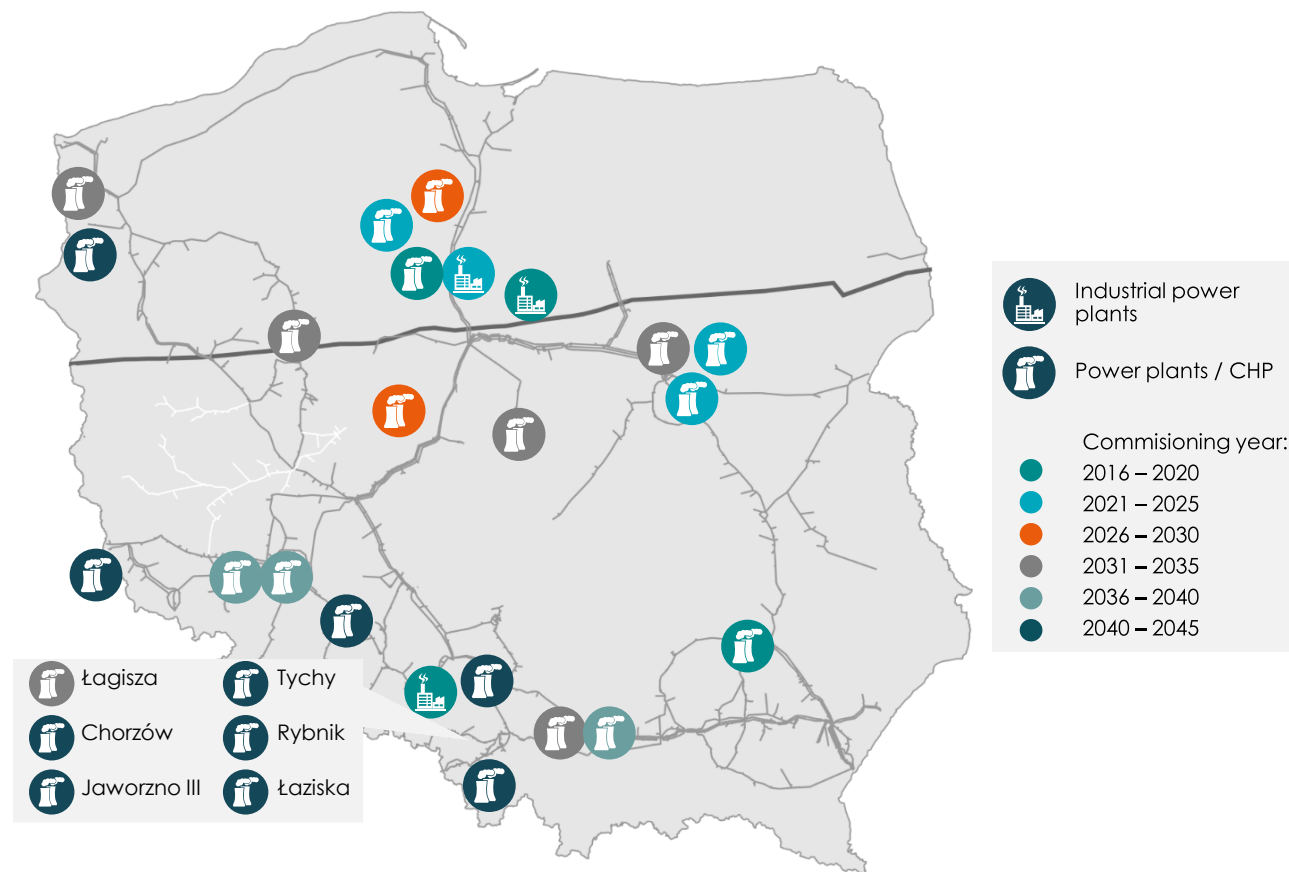 Industrial power
plants
Power plants / CHP
Commisioning year:
2016 – 2020
2021 – 2025
2026 – 2030
2031 – 2035
2036 – 2040
2040 – 2045
Łagisza
Tychy
Chorzów
Rybnik
Jaworzno III
Łaziska